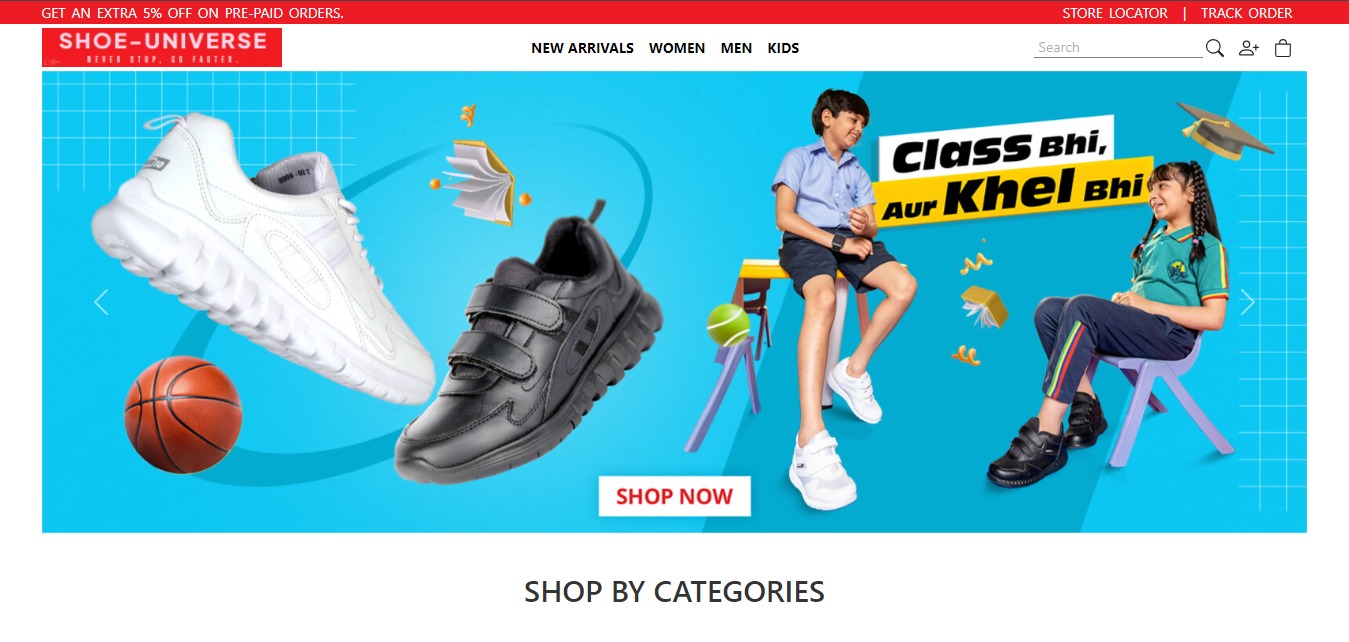 GET AN EXTRA 5% OFF ON PRE-PAID ORDERS.
STORE LOCATOR | TRACK ORDER
SHOE-UNIVERSE
NEVER STOP, GO FASTER.
NEW ARRIVALS WOMEN MEN KIDS
Search
Class Bhi,
Aur Khel Bhi
SHOP NOW
SHOP BY CATEGORIES